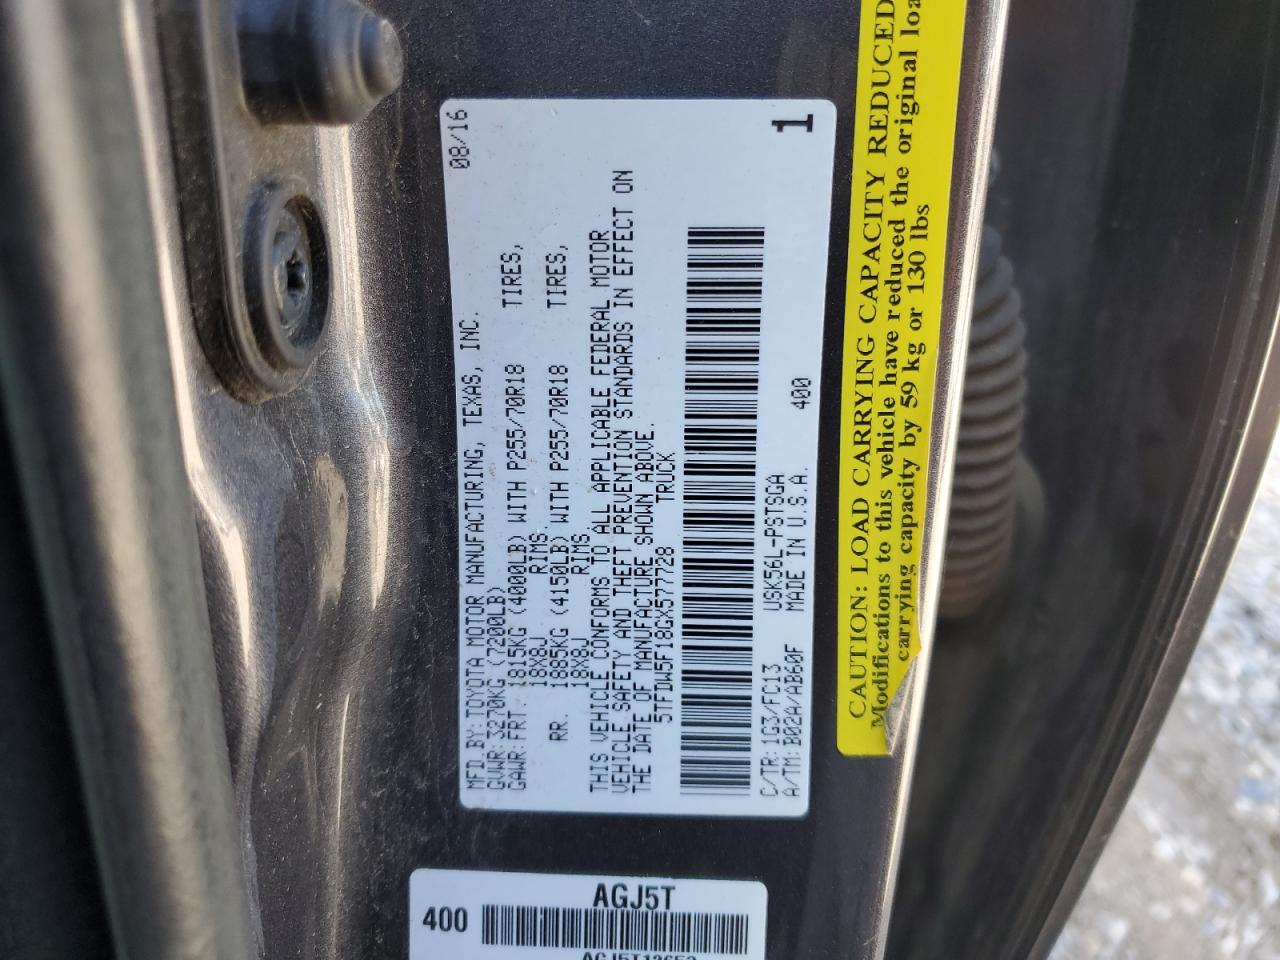 MFD BY: TOYOTA MOTOR MANUFACTURING, TEXAS, INC. 08/16
GVWR: 3270KG (7200LB)
GAWR: FRT. 1815KG (4000LB) WITH P255/70R18 TIRES,
18X8J RIMS
RR. 1885KG (4150LB) WITH P255/70R18 TIRES,
18X8J RIMS
THIS VEHICLE CONFORMS TO ALL APPLICABLE FEDERAL MOTOR
VEHICLE SAFETY AND THEFT PREVENTION STANDARDS IN EFFECT ON
THE DATE OF MANUFACTURE SHOWN ABOVE.
5TFDW5F18GX577728 TRUCK
C/TR: 1G3/FC13 USK56L-PSTSGA
A/TM: B02A/AB60F MADE IN U.S.A. 400
1
CAUTION: LOAD CARRYING CAPACITY REDUCED
Modifications to this vehicle have reduced the original loa
carrying capacity by 59 kg or 130 lbs
AGJ5T
400